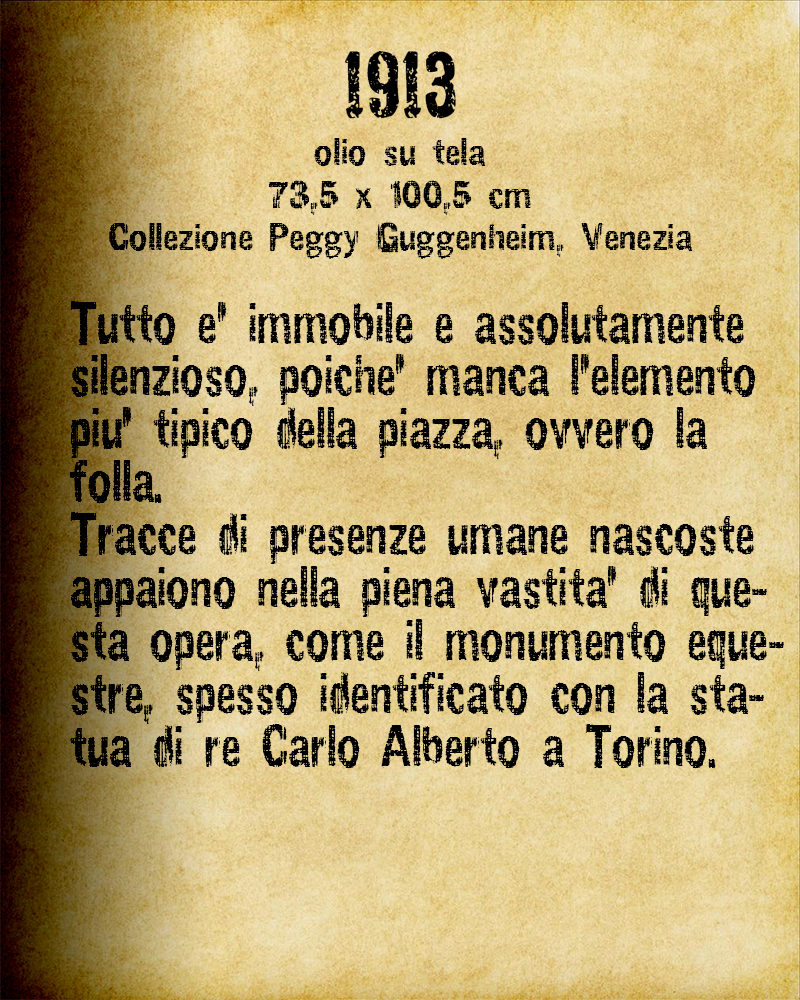 1913
olio su tela
73,5 x 100,5 cm
Collezione Peggy Guggenheim, Venezia
Tutto e' immobile e assolutamente
silenzioso, poiche' manca l'elemento
piu' tipico della piazza, ovvero la
folla.
Tracce di presenze umane nascoste
appaiono nella piena vastita' di que-
sta opera, come il monumento eque-
stre, spesso identificato con la sta-
tua di re Carlo Alberto a Torino.